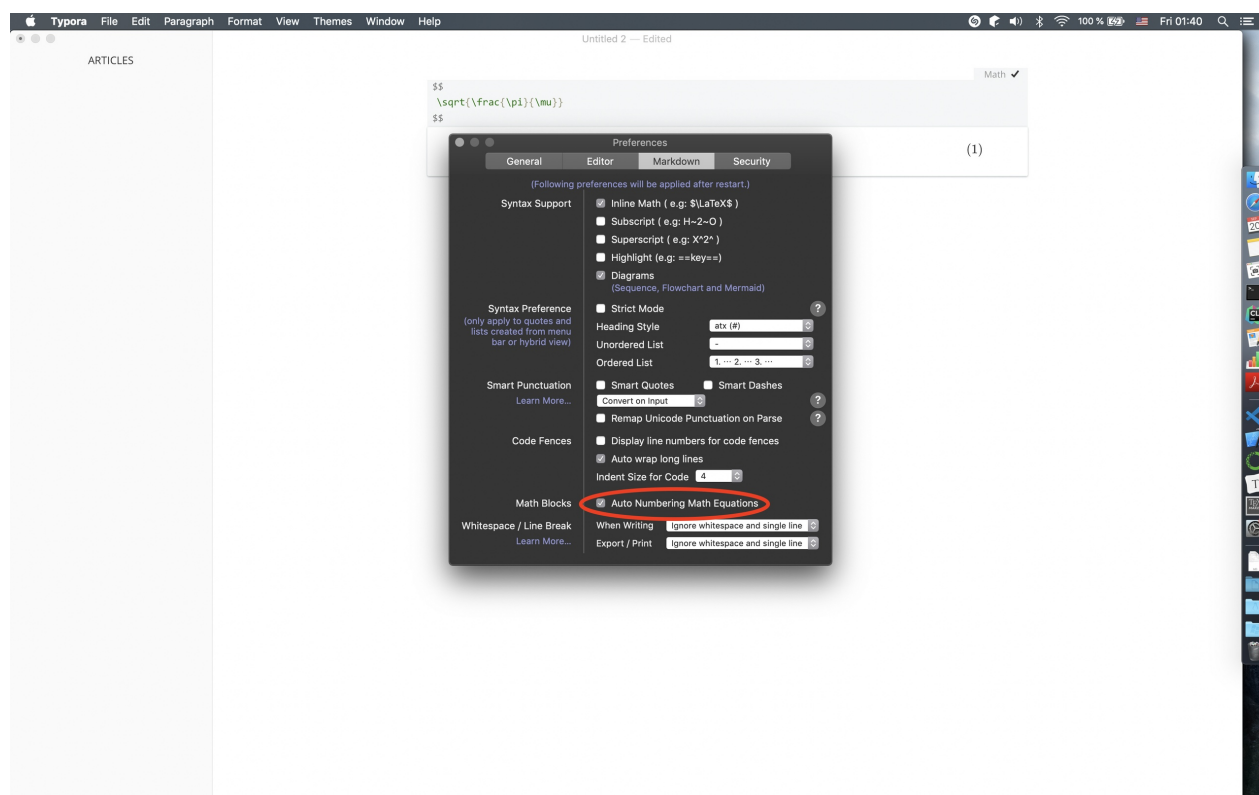 Typora File Edit Paragraph Format View Themes Window Help 100 % Fri 01:40
Untitled 2 — Edited
ARTICLES
Math ✔
$$
\sqrt{\frac{\pi}{\mu}}
$$
(1)
Preferences
General Editor Markdown Security
(Following preferences will be applied after restart.)
Syntax Support Inline Math ( e.g: $\LaTeX$ )
Subscript ( e.g: H~2~O )
Superscript ( e.g: X^2^ )
Highlight (e.g: ==key==)
Diagrams
(Sequence, Flowchart and Mermaid)
Syntax Preference Strict Mode ?
(only apply to quotes and
lists created from menu
bar or hybrid view)
Heading Style atx (#)
Unordered List -
Ordered List 1. ··· 2. ··· 3. ···
Smart Punctuation Smart Quotes Smart Dashes
Learn More... Convert on Input ?
Remap Unicode Punctuation on Parse ?
Code Fences Display line numbers for code fences
Auto wrap long lines
Indent Size for Code 4
Math Blocks Auto Numbering Math Equations
Whitespace / Line Break When Writing Ignore whitespace and single line
Learn More... Export / Print Ignore whitespace and single line